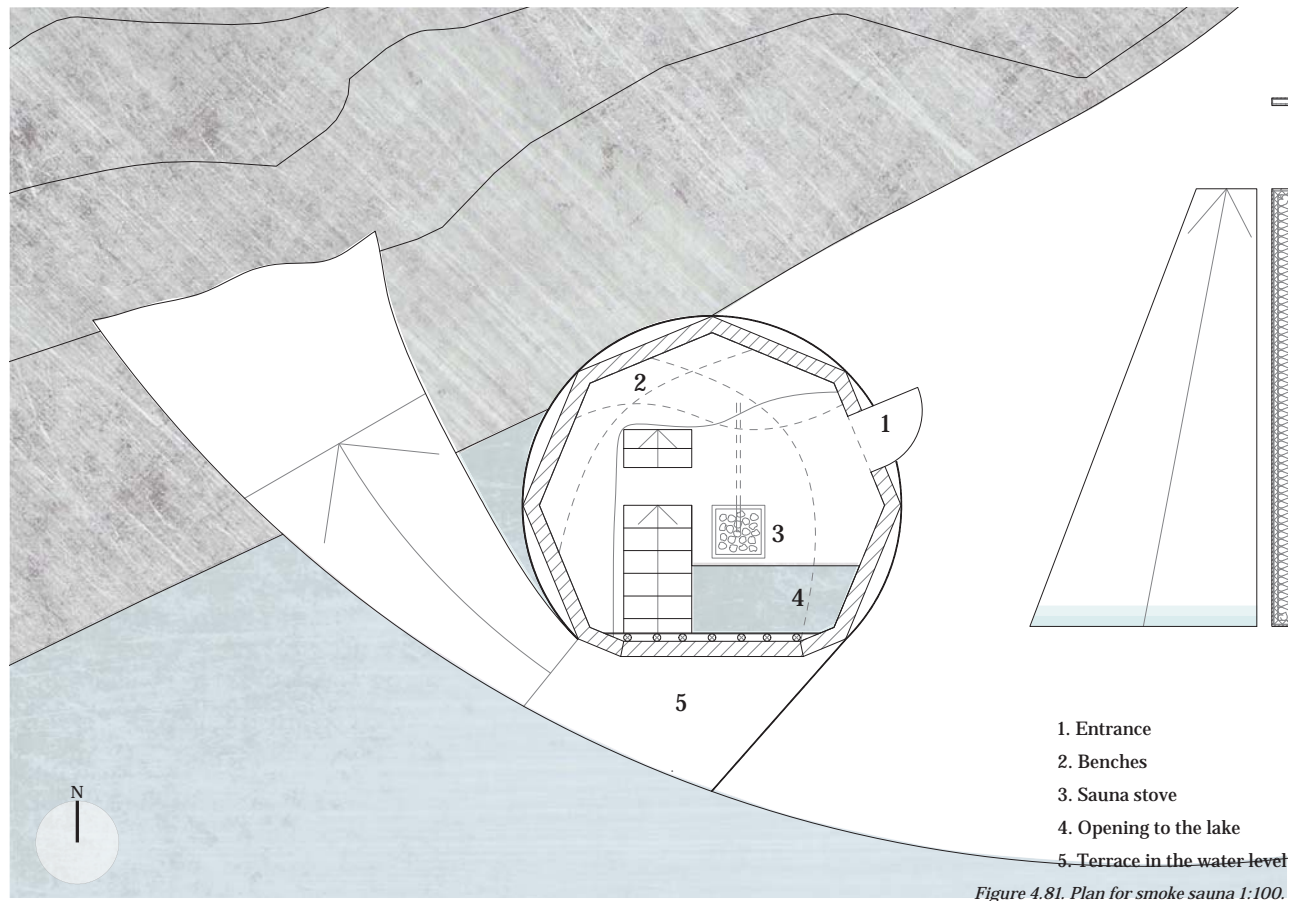 2
1
3
4
5
N
1. Entrance
2. Benches
3. Sauna stove
4. Opening to the lake
5. Terrace in the water level
Figure 4.81. Plan for smoke sauna 1:100.